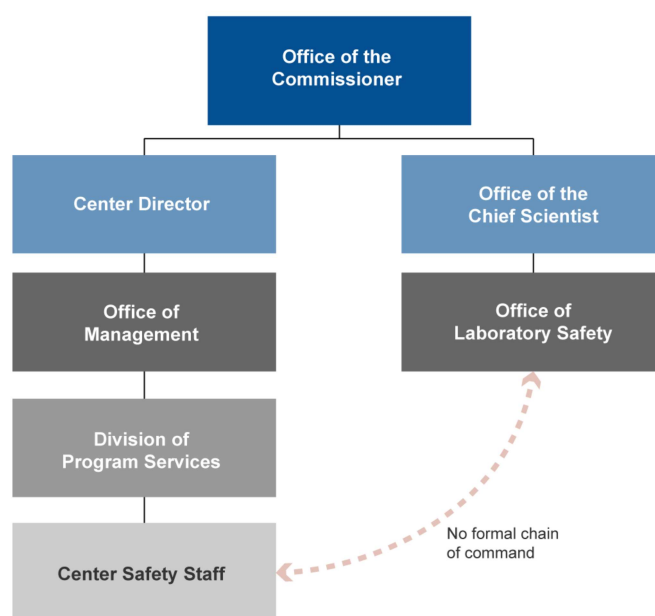 Office of the
Commissioner
Center Director
Office of the
Chief Scientist
Office of
Management
Office of
Laboratory Safety
Division of
Program Services
Center Safety Staff
No formal chain
of command